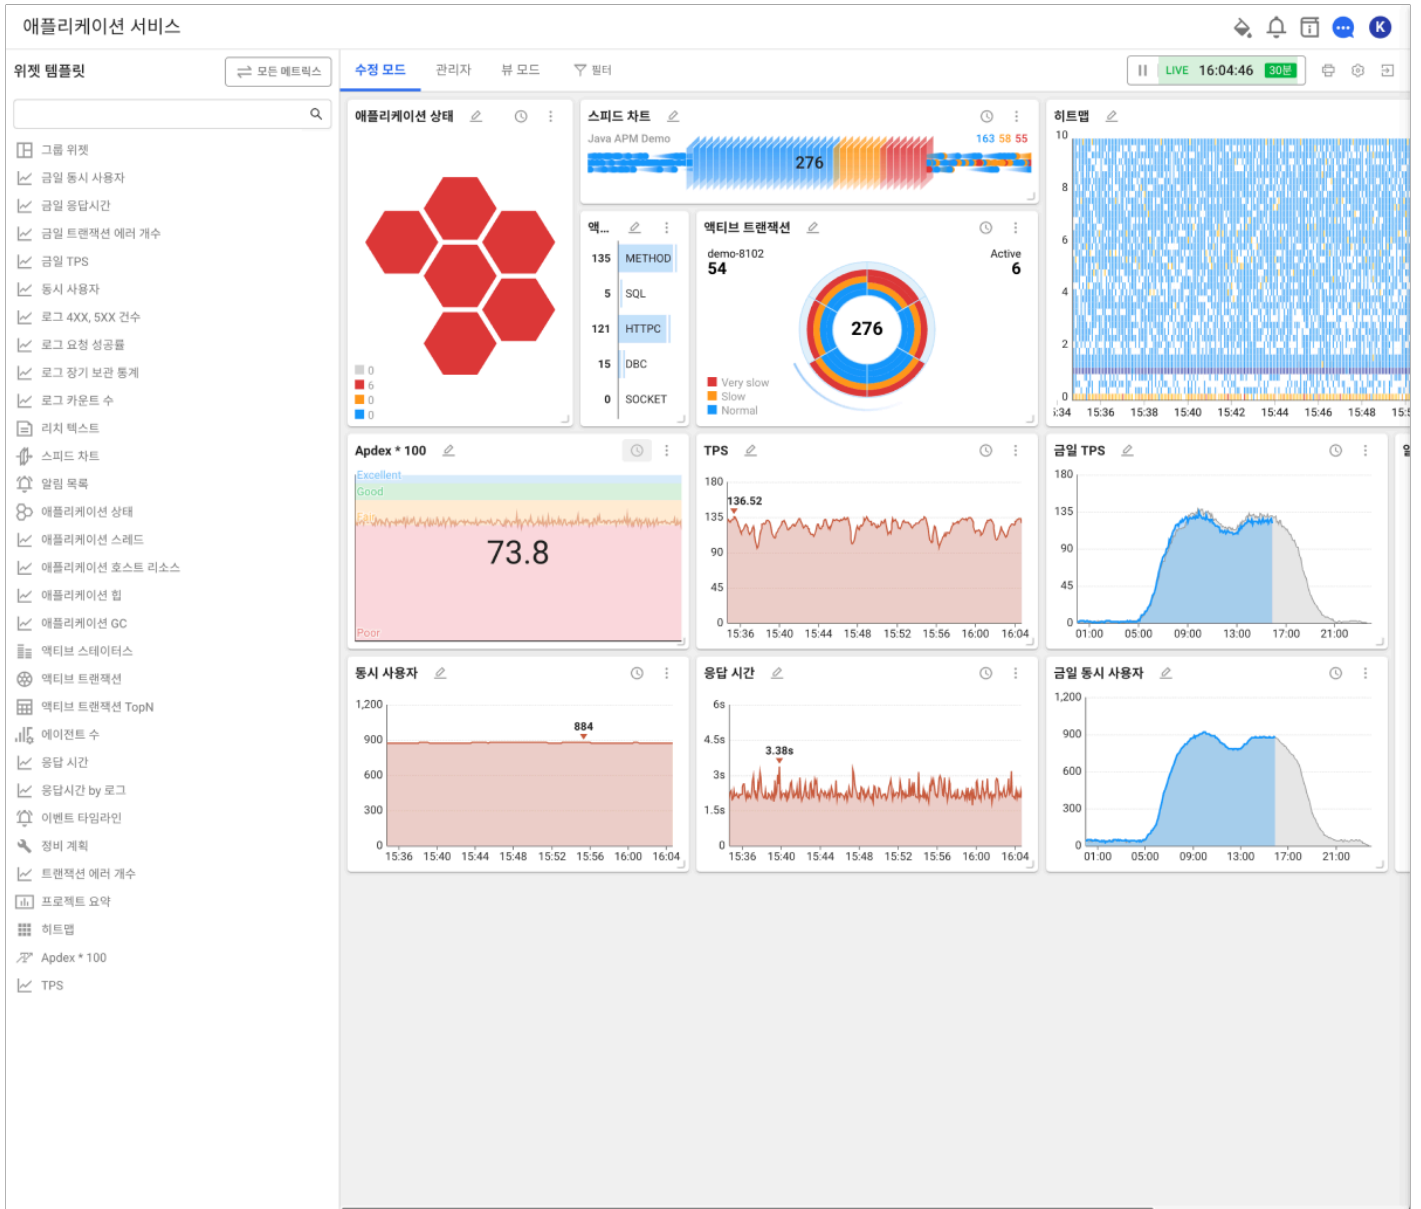 애플리케이션 서비스
K
위젯 템플릿
모든 메트릭스
수정 모드
관리자
뷰 모드
필터
LIVE 16:04:46 30분
그룹 위젯
금일 동시 사용자
금일 응답시간
금일 트랜잭션 에러 개수
금일 TPS
동시 사용자
로그 4XX, 5XX 건수
로그 요청 성공률
로그 장기 보관 통계
로그 카운트 수
리치 텍스트
스피드 차트
알림 목록
애플리케이션 상태
애플리케이션 스레드
애플리케이션 호스트 리소스
애플리케이션 힙
애플리케이션 GC
액티브 스테이터스
액티브 트랜잭션
액티브 트랜잭션 TopN
에이전트 수
응답 시간
응답시간 by 로그
이벤트 타임라인
정비 계획
트랜잭션 에러 개수
프로젝트 요약
히트맵
Apdex * 100
TPS
애플리케이션 상태
0
6
0
0
스피드 차트
Java APM Demo
163 58 55
276
액...
135 METHOD
5 SQL
121 HTTPC
15 DBC
0 SOCKET
액티브 트랜잭션
demo-8102
54
Active
6
276
Very slow
Slow
Normal
히트맵
10
8
6
4
2
0
:34 15:36 15:38 15:40 15:42 15:44 15:46 15:48
Apdex * 100
Excellent
Good
Fair
73.8
Poor
TPS
180
136.52
135
90
45
0
15:36 15:40 15:44 15:48 15:52 15:56 16:00 16:04
금일 TPS
180
135
90
45
0
01:00 05:00 09:00 13:00 17:00 21:00
동시 사용자
1,200
884
900
600
300
0
15:36 15:40 15:44 15:48 15:52 15:56 16:00 16:04
응답 시간
6s
4.5s
3.38s
3s
1.5s
0
15:36 15:40 15:44 15:48 15:52 15:56 16:00 16:04
금일 동시 사용자
1,200
900
600
300
0
01:00 05:00 09:00 13:00 17:00 21:00